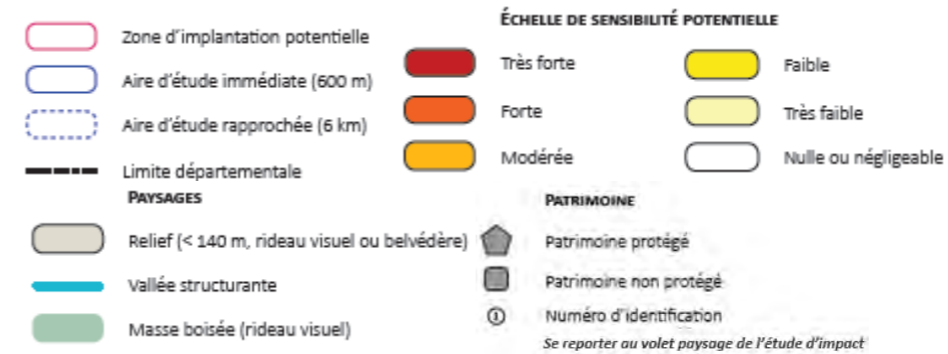 Zone d'implantation potentielle
Aire d'étude immédiate (600 m)
Aire d'étude rapprochée (6 km)
Limite départementale
ÉCHELLE DE SENSIBILITÉ POTENTIELLE
Très forte
Forte
Modérée
Faible
Très faible
Nulle ou négligeable
PAYSAGES
Relief (< 140 m, rideau visuel ou belvédère)
Vallée structurante
Masse boisée (rideau visuel)
PATRIMOINE
Patrimoine protégé
Patrimoine non protégé
1 Numéro d'identification
Se reporter au volet paysage de l'étude d'impact